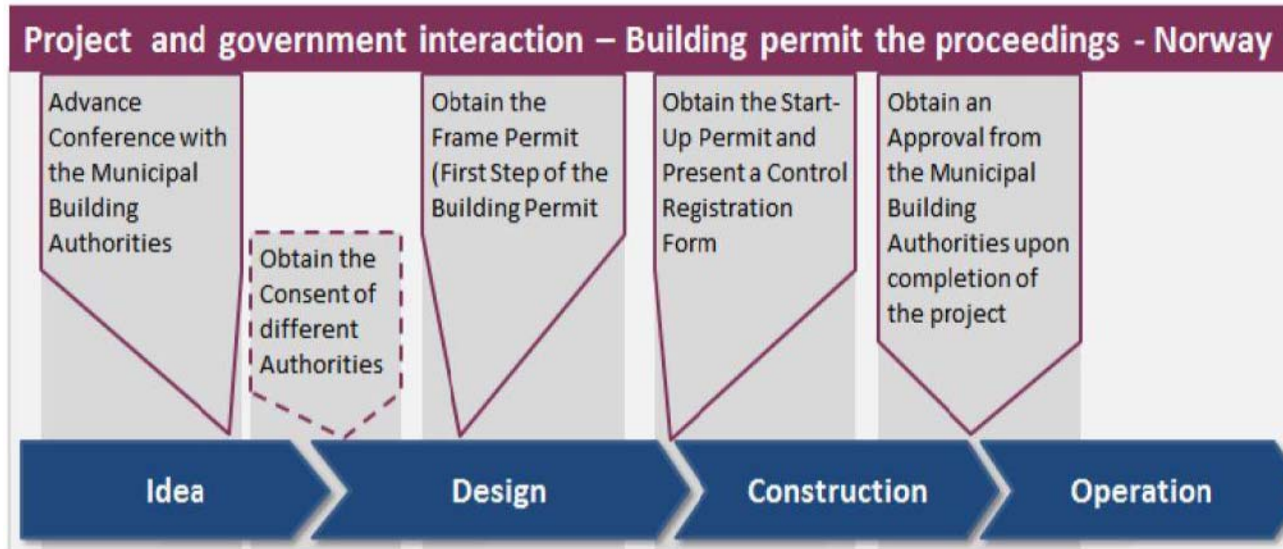 Project and government interaction – Building permit the proceedings - Norway
Advance
Conference with
the Municipal
Building
Authorities
Obtain the
Consent of
different
Authorities
Obtain the
Frame Permit
(First Step of the
Building Permit
Obtain the Start-
Up Permit and
Present a Control
Registration
Form
Obtain an
Approval from
the Municipal
Building
Authorities upon
completion of
the project
Idea
Design
Construction
Operation